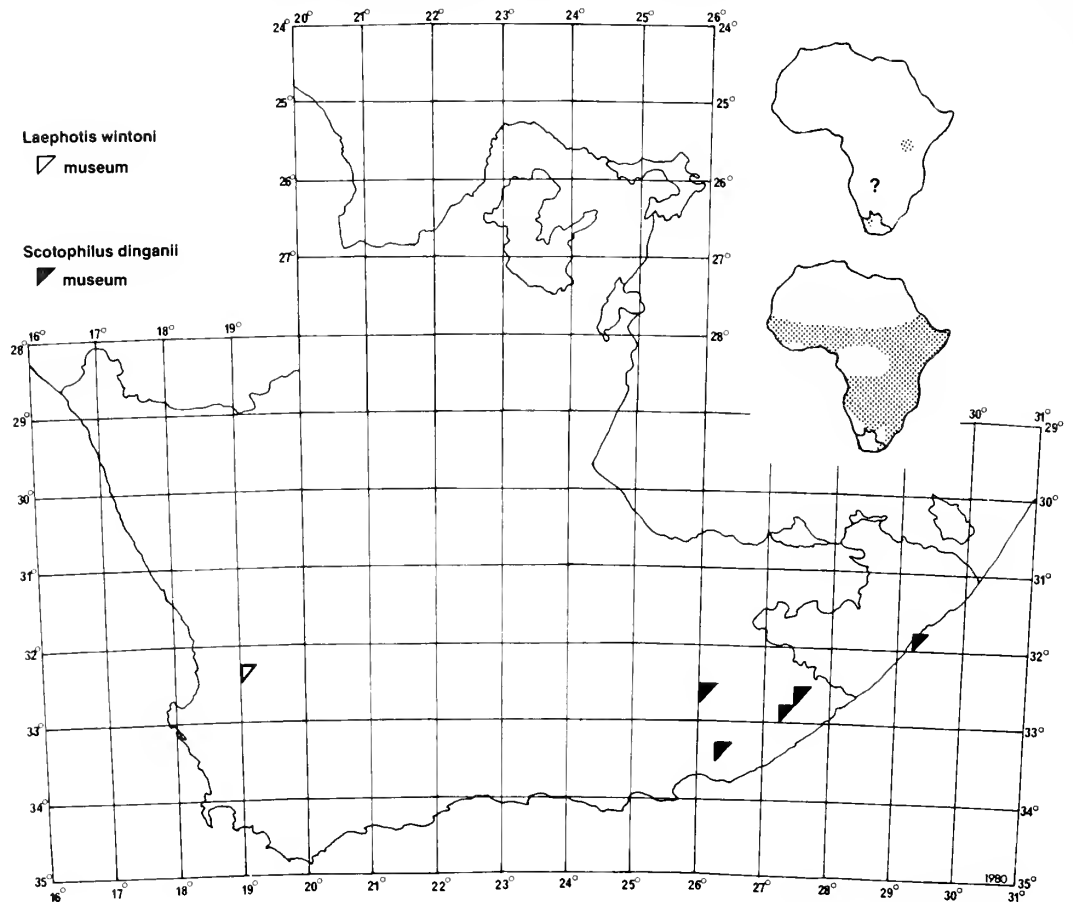 20° 21° 22° 23° 24° 25° 26°
24° 24°
25° 25°
Laephotis wintoni
museum
26° 26°
?
Scotophilus dinganii
museum
27° 27°
16° 17° 18° 19°
28° 28°
29°
30° 31°
29°
30° 30°
31° 31°
32° 32°
33° 33°
34° 34°
35° 35°
1980
16° 17° 18° 19° 20° 21° 22° 23° 24° 25° 26° 27° 28° 29° 30° 31°